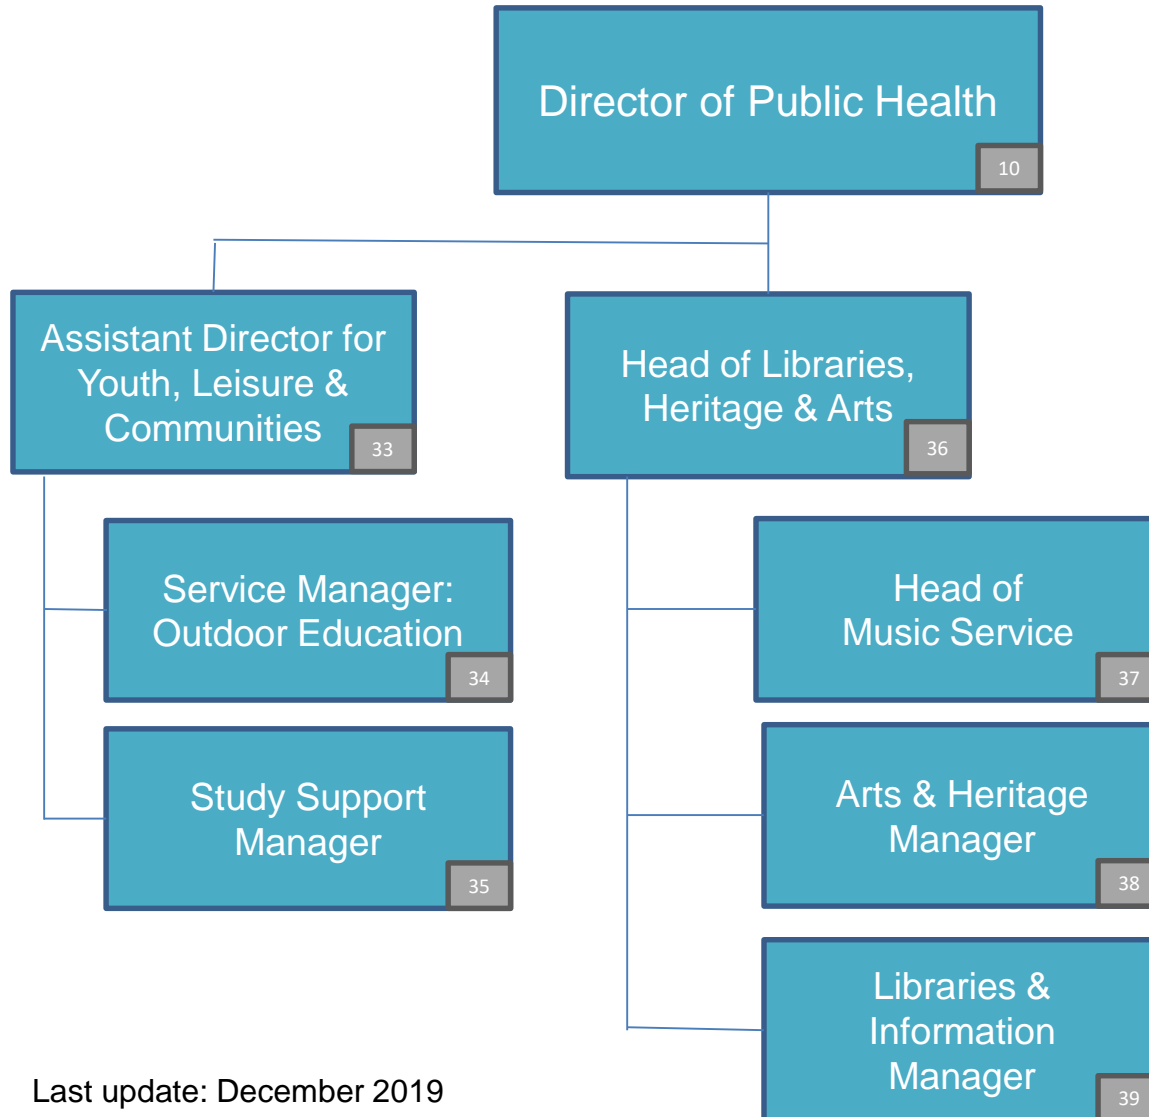 Director of Public Health
10
Assistant Director for
Youth, Leisure &
Communities
33
Head of Libraries,
Heritage & Arts
36
Service Manager:
Outdoor Education
34
Study Support
Manager
35
Head of
Music Service
37
Arts & Heritage
Manager
38
Libraries &
Information
Manager
39
Last update: December 2019